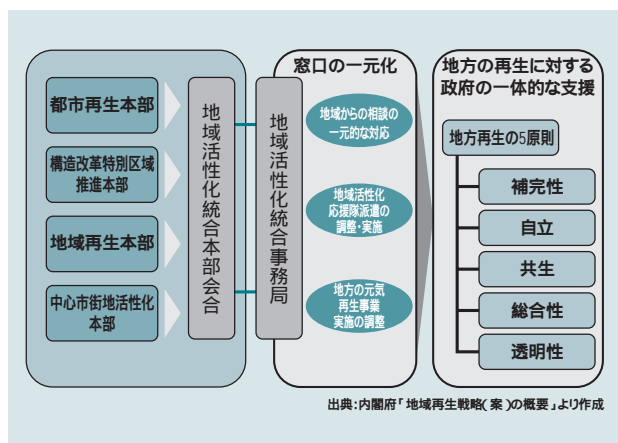 都市再生本部
構造改革特別区域
推進本部
地域再生本部
中心市街地活性化
本部
地域活性化統合本部会合
地域活性化統合事務局
窓口の一元化
地域からの相談の
一元的な対応
地域活性化
応援隊派遣の
調整・実施
地方の元気
再生事業
実施の調整
地方の再生に対する
政府の一体的な支援
地方再生の5原則
補完性
自立
共生
総合性
透明性
出典:内閣府「地域再生戦略(案)の概要」より作成